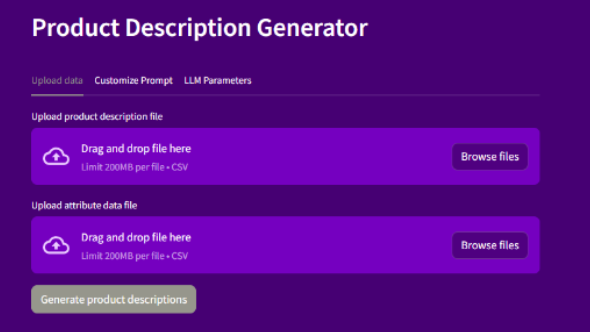 Product Description Generator
Upload data Customize Prompt LLM Parameters
Upload product description file
Drag and drop file here
Limit 200MB per file • CSV
Browse files
Upload attribute data file
Drag and drop file here
Limit 200MB per file • CSV
Browse files
Generate product descriptions